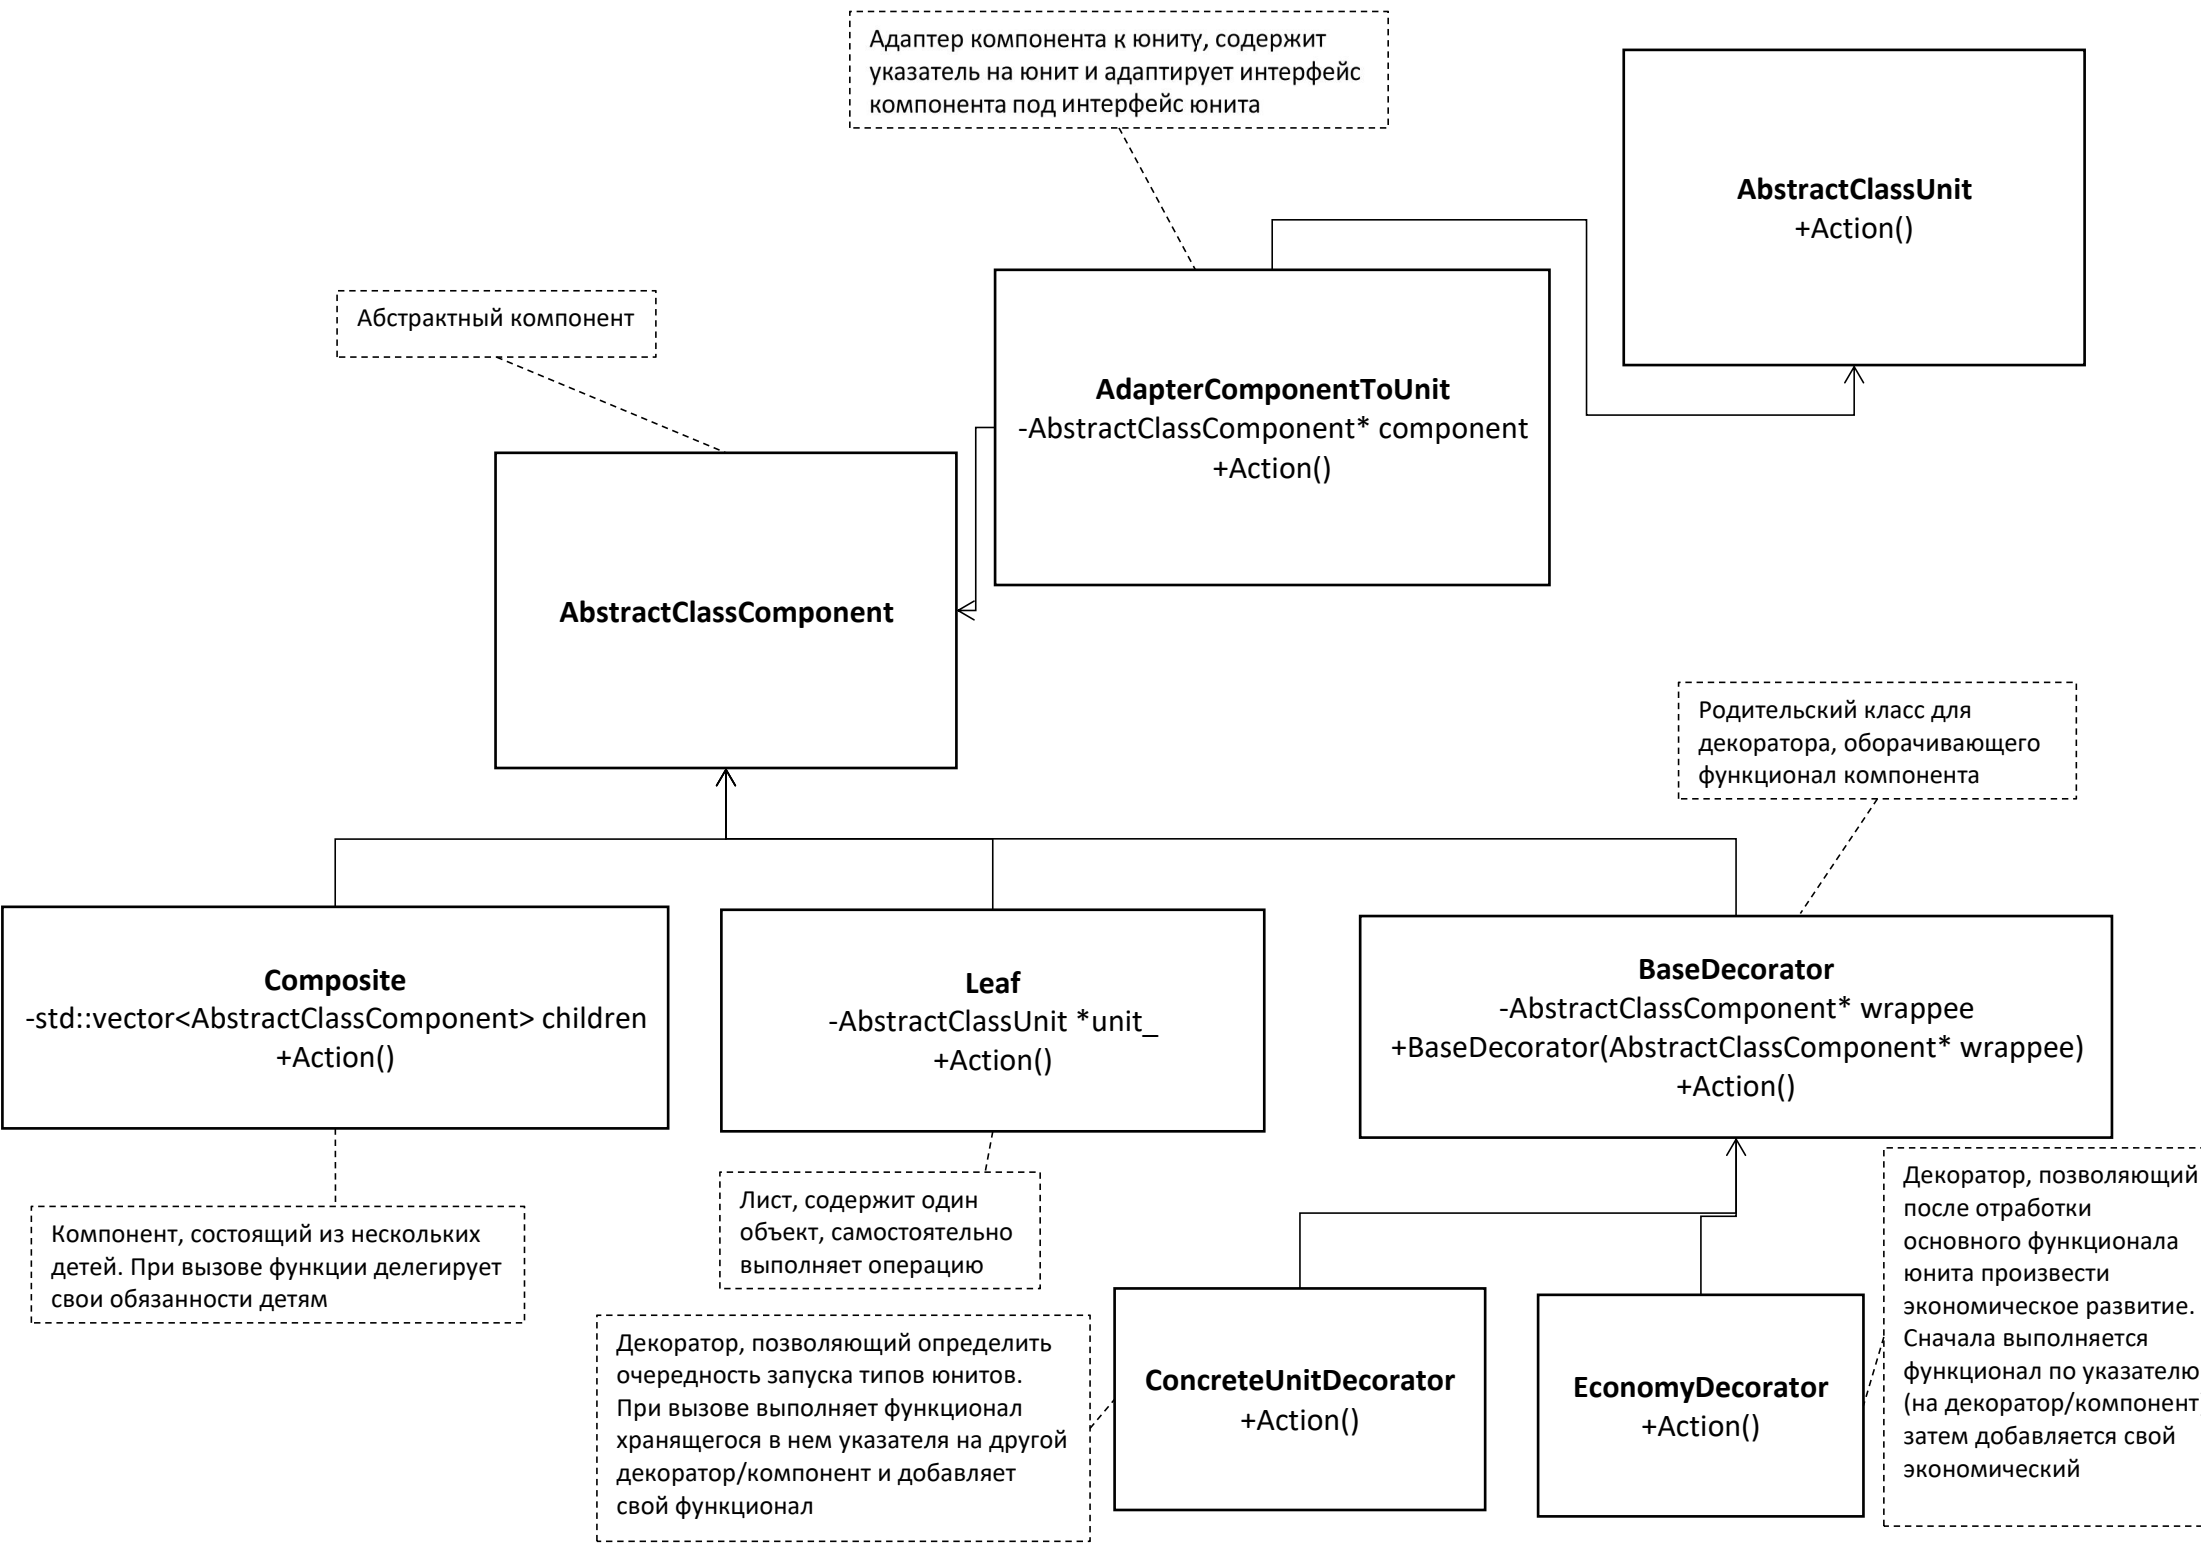 Адаптер компонента к юниту, содержит
указатель на юнит и адаптирует интерфейс
компонента под интерфейс юнита
AbstractClassUnit
+Action()
Абстрактный компонент
AdapterComponentToUnit
-AbstractClassComponent* component
+Action()
AbstractClassComponent
Родительский класс для
декоратора, оборачивающего
функционал компонента
Composite
-std::vector<AbstractClassComponent> children
+Action()
Leaf
-AbstractClassUnit *unit_
+Action()
BaseDecorator
-AbstractClassComponent* wrappee
+BaseDecorator(AbstractClassComponent* wrappee)
+Action()
Компонент, состоящий из нескольких
детей. При вызове функции делегирует
свои обязанности детям
Лист, содержит один
объект, самостоятельно
выполняет операцию
Декоратор, позволяющий
после отработки
основного функционала
юнита произвести
экономическое развитие.
Сначала выполняется
функционал по указателю
(на декоратор/компонент
затем добавляется свой
экономический
Декоратор, позволяющий определить
очередность запуска типов юнитов.
При вызове выполняет функционал
хранящегося в нем указателя на другой
декоратор/компонент и добавляет
свой функционал
ConcreteUnitDecorator
+Action()
EconomyDecorator
+Action()